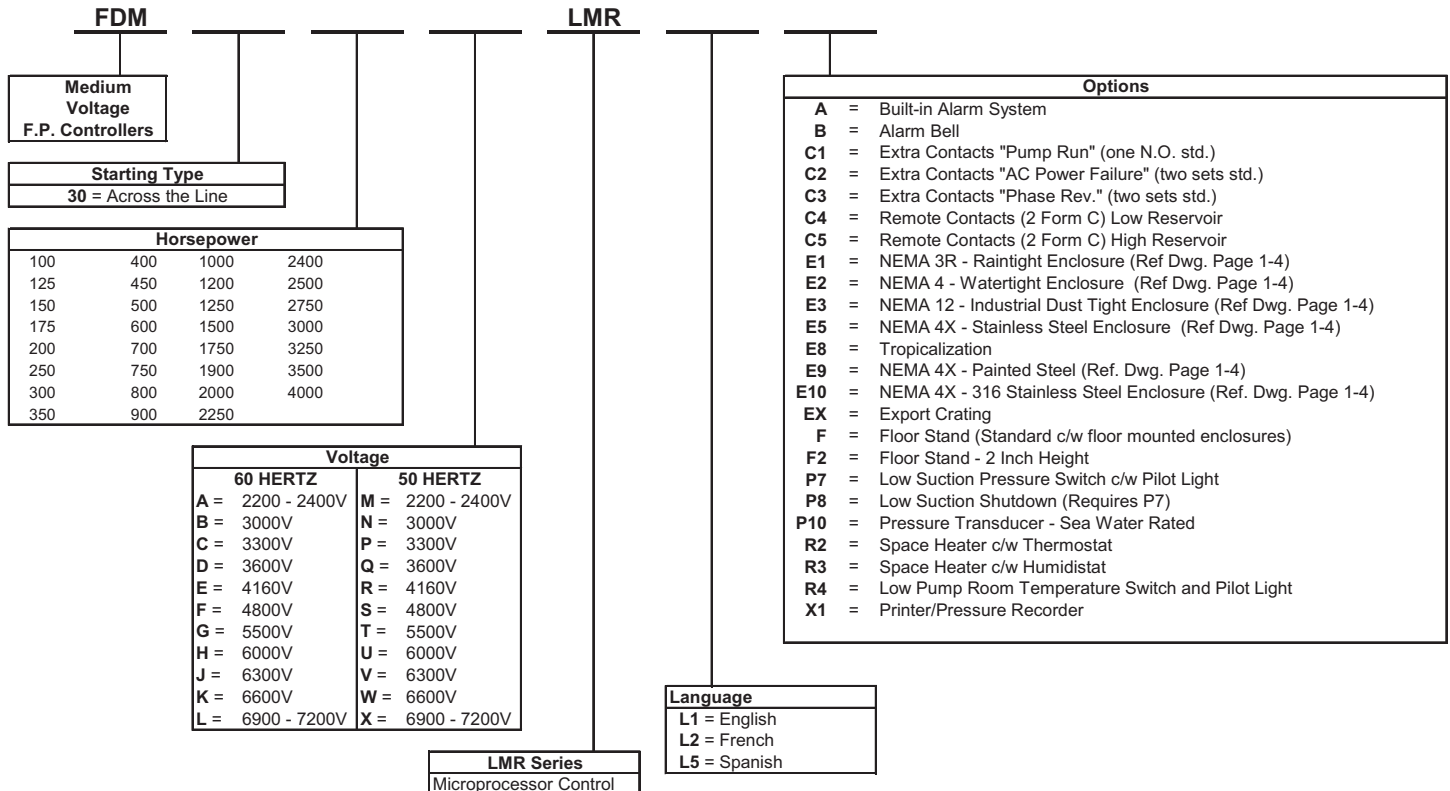 FDM LMR
Medium
Voltage
F.P. Controllers
Starting Type
30 = Across the Line
Horsepower
100 400 1000 2400
125 450 1200 2500
150 500 1250 2750
175 600 1500 3000
200 700 1750 3250
250 750 1900 3500
300 800 2000 4000
350 900 2250
Voltage
60 HERTZ 50 HERTZ
A = 2200 - 2400V M = 2200 - 2400V
B = 3000V N = 3000V
C = 3300V P = 3300V
D = 3600V Q = 3600V
E = 4160V R = 4160V
F = 4800V S = 4800V
G = 5500V T = 5500V
H = 6000V U = 6000V
J = 6300V V = 6300V
K = 6600V W = 6600V
L = 6900 - 7200V X = 6900 - 7200V
LMR Series
Microprocessor Control
Language
L1 = English
L2 = French
L5 = Spanish
Options
A = Built-in Alarm System
B = Alarm Bell
C1 = Extra Contacts "Pump Run" (one N.O. std.)
C2 = Extra Contacts "AC Power Failure" (two sets std.)
C3 = Extra Contacts "Phase Rev." (two sets std.)
C4 = Remote Contacts (2 Form C) Low Reservoir
C5 = Remote Contacts (2 Form C) High Reservoir
E1 = NEMA 3R - Raintight Enclosure (Ref Dwg. Page 1-4)
E2 = NEMA 4 - Watertight Enclosure (Ref Dwg. Page 1-4)
E3 = NEMA 12 - Industrial Dust Tight Enclosure (Ref Dwg. Page 1-4)
E5 = NEMA 4X - Stainless Steel Enclosure (Ref Dwg. Page 1-4)
E8 = Tropicalization
E9 = NEMA 4X - Painted Steel (Ref. Dwg. Page 1-4)
E10 = NEMA 4X - 316 Stainless Steel Enclosure (Ref. Dwg. Page 1-4)
EX = Export Crating
F = Floor Stand (Standard c/w floor mounted enclosures)
F2 = Floor Stand - 2 Inch Height
P7 = Low Suction Pressure Switch c/w Pilot Light
P8 = Low Suction Shutdown (Requires P7)
P10 = Pressure Transducer - Sea Water Rated
R2 = Space Heater c/w Thermostat
R3 = Space Heater c/w Humidistat
R4 = Low Pump Room Temperature Switch and Pilot Light
X1 = Printer/Pressure Recorder